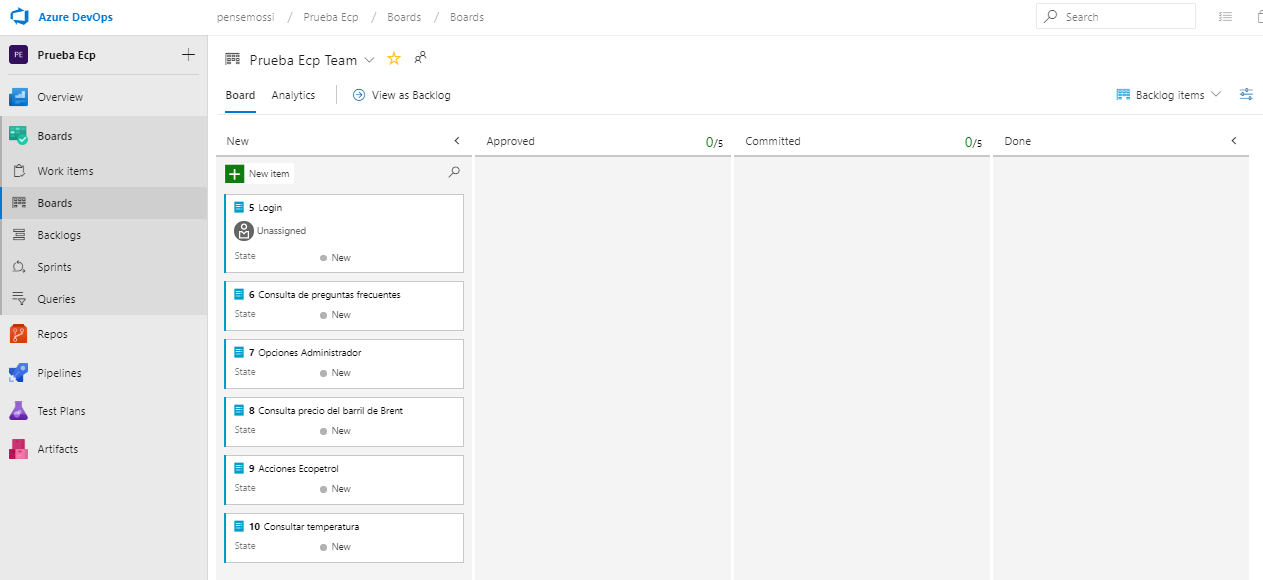 Azure DevOps
pensemossi / Prueba Ecp / Boards / Boards
Search
PE Prueba Ecp
Overview
Boards
Work items
Boards
Backlogs
Sprints
Queries
Repos
Pipelines
Test Plans
Artifacts
Prueba Ecp Team
Board Analytics View as Backlog
Backlog items
New
Approved 0/5
Committed 0/5
Done
New item
5 Login
Unassigned
State New
6 Consulta de preguntas frecuentes
State New
7 Opciones Administrador
State New
8 Consulta precio del barril de Brent
State New
9 Acciones Ecopetrol
State New
10 Consultar temperatura
State New